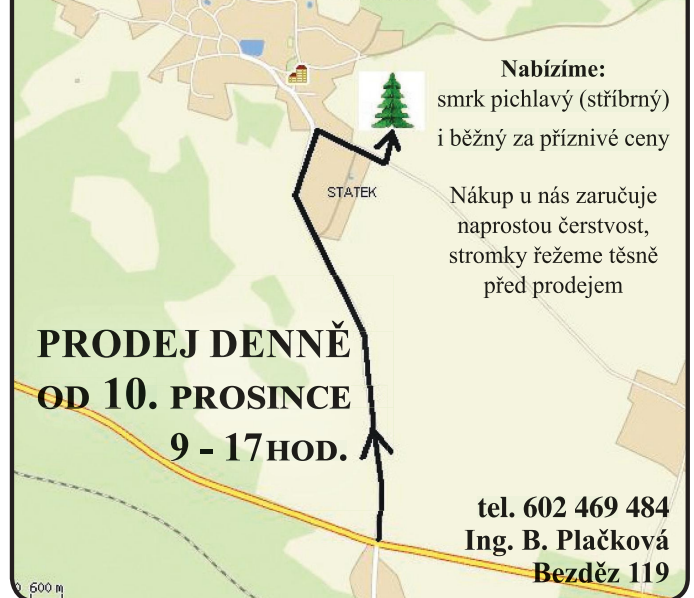 Nabízíme:
smrk pichlavý (stříbrný)
i běžný za příznivé ceny
STATEK
Nákup u nás zaručuje
naprostou čerstvost,
stromky řežeme těsně
před prodejem
PRODEJ DENNĚ
OD 10. PROSINCE
9 - 17HOD.
tel. 602 469 484
Ing. B. Plačková
Bezděz 119
600 m